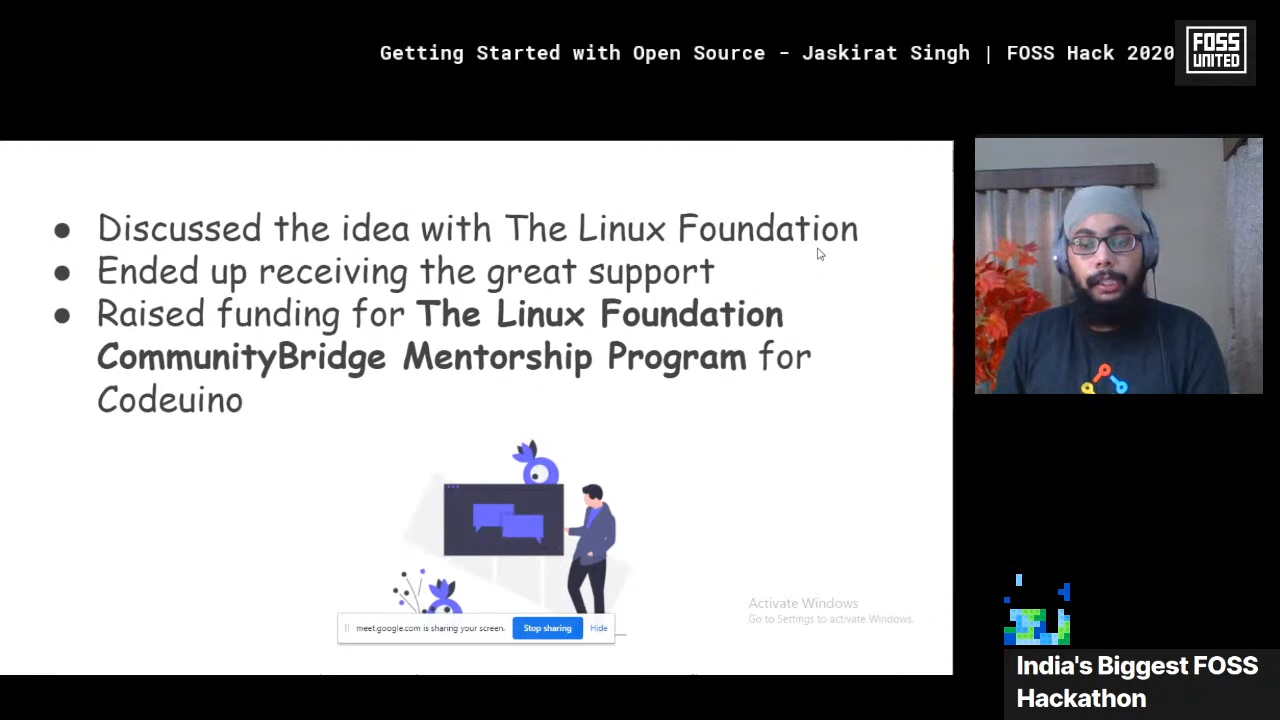 Getting Started with Open Source - Jaskirat Singh | FOSS Hack 2020
FOSS
UNITED
● Discussed the idea with The Linux Foundation
● Ended up receiving the great support
● Raised funding for The Linux Foundation
CommunityBridge Mentorship Program for
Codeuino
Activate Windows
Go to Settings to activate Windows.
meet.google.com is sharing your screen.
Stop sharing
Hide
India's Biggest FOSS
Hackathon